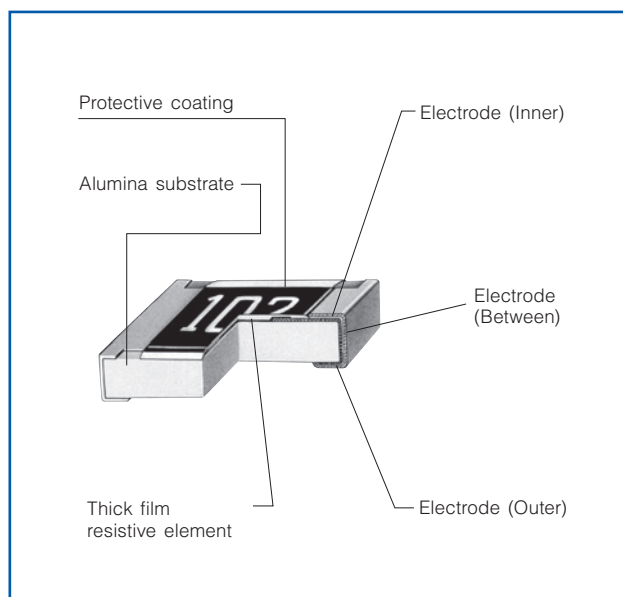 Protective coating
Electrode (Inner)
Alumina substrate
102
Electrode
(Between)
Thick film
resistive element
Electrode (Outer)